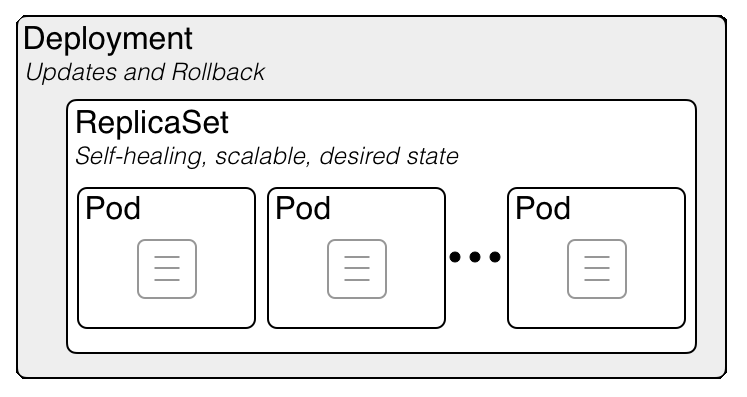 Deployment
Updates and Rollback
ReplicaSet
Self-healing, scalable, desired state
Pod
Pod
Pod